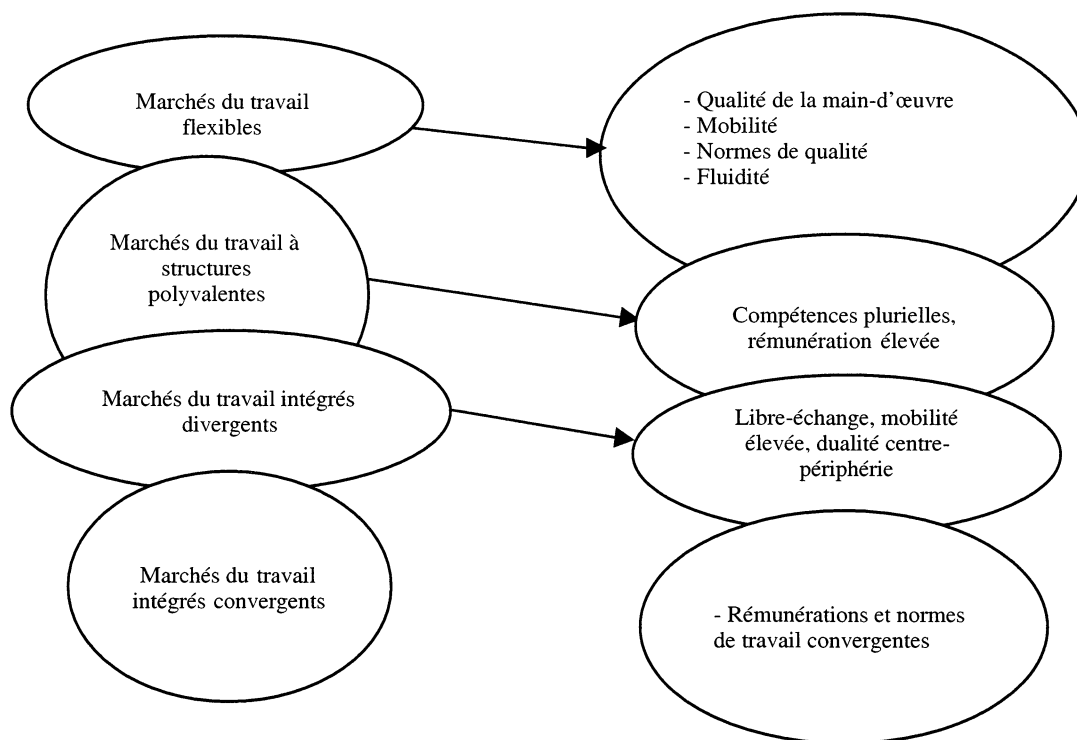 Marchés du travail
flexibles
- Qualité de la main-d'œuvre
- Mobilité
- Normes de qualité
- Fluidité
Marchés du travail à
structures
polyvalentes
Compétences plurielles,
rémunération élevée
Marchés du travail intégrés
divergents
Libre-échange, mobilité
élevée, dualité centre-
périphérie
Marchés du travail
intégrés convergents
- Rémunérations et normes
de travail convergentes